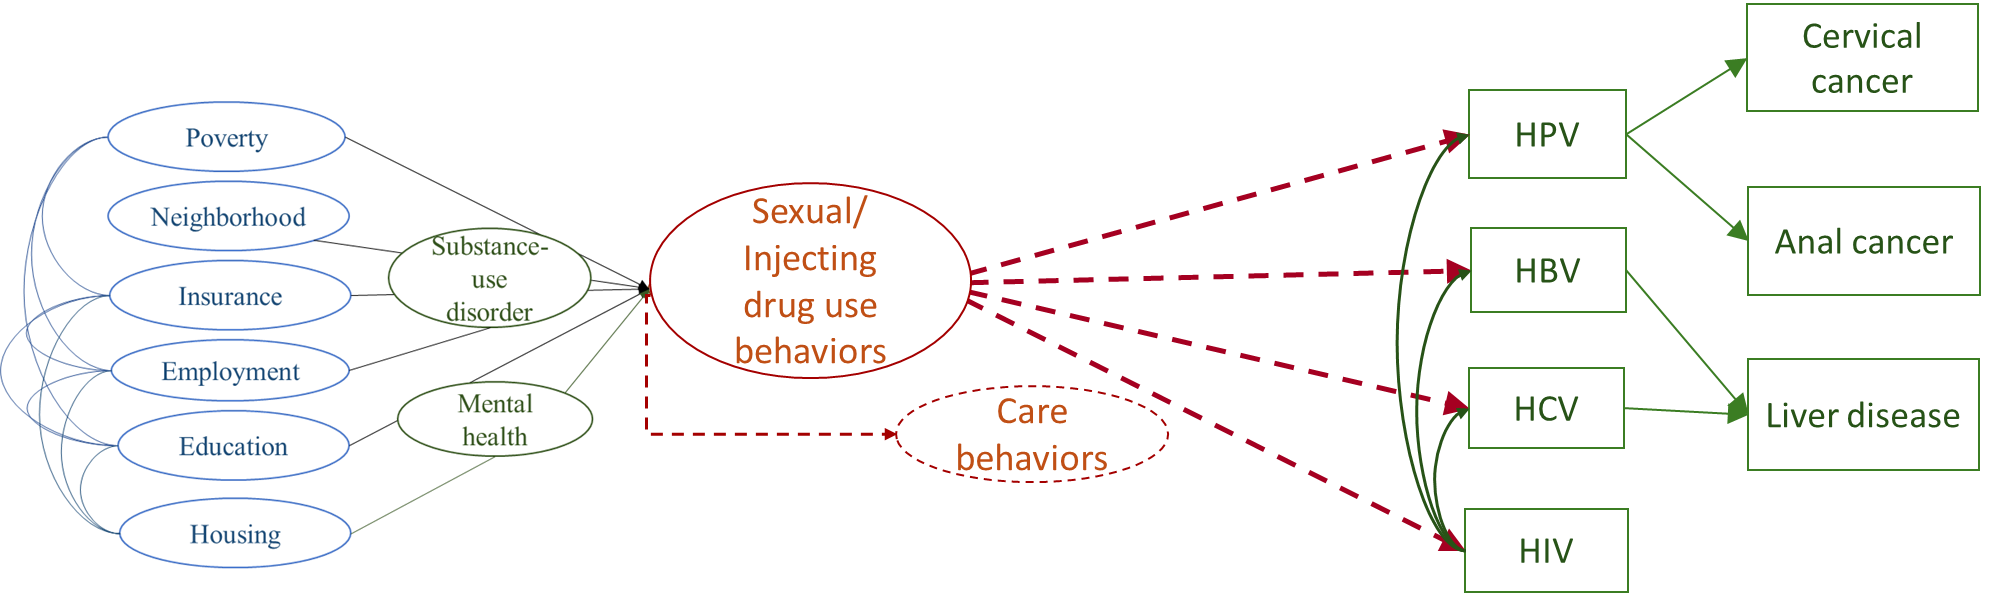 Poverty
Neighborhood
Insurance
Employment
Education
Housing
Substance-
use
disorder
Mental
health
Sexual/
Injecting
drug use
behaviors
Care
behaviors
HPV
HBV
HCV
HIV
Cervical
cancer
Anal cancer
Liver disease